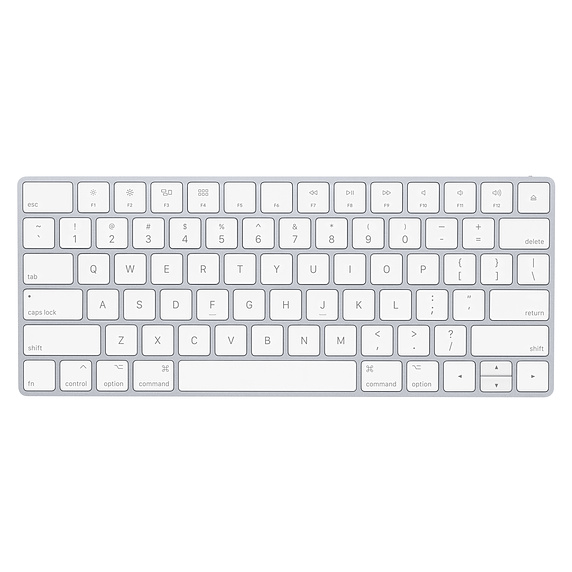 esc F1 F2 F3 F4 F5 F6 F7 F8 F9 F10 F11 F12
~ ! @ # $ % ^ & * ( ) — +
` 1 2 3 4 5 6 7 8 9 0 - = delete
tab Q W E R T Y U I O P { [ } ] | \
caps lock A S D F G H J K L : ; " ' return
shift Z X C V B N M < , > . ? / shift
fn control option command command option